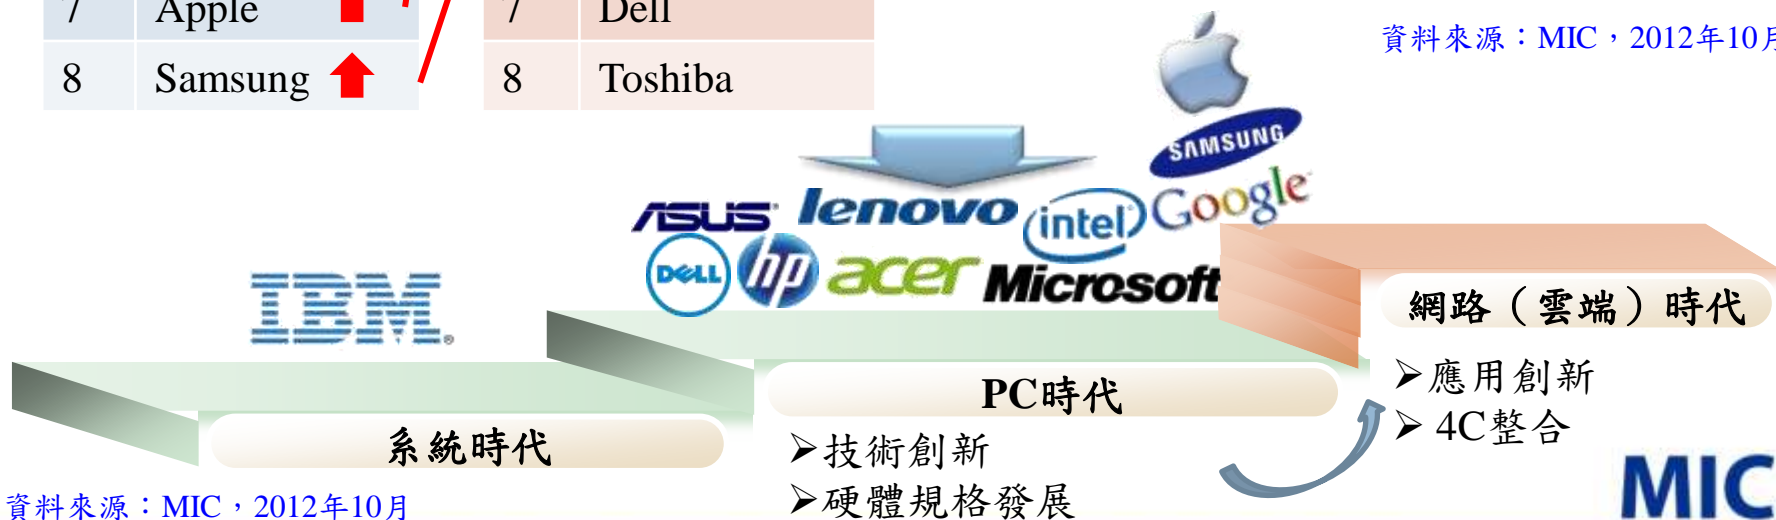 7 Apple 7 Dell
資料來源：MIC，2012年10月
8 Samsung 8 Toshiba
SAMSUNG
ASUS lenovo intel Google
DELL hp acer Microsoft
IBM
網路（雲端）時代
➢應用創新
➢ 4C整合
PC時代
➢技術創新
➢硬體規格發展
系統時代
資料來源：MIC，2012年10月
MIC